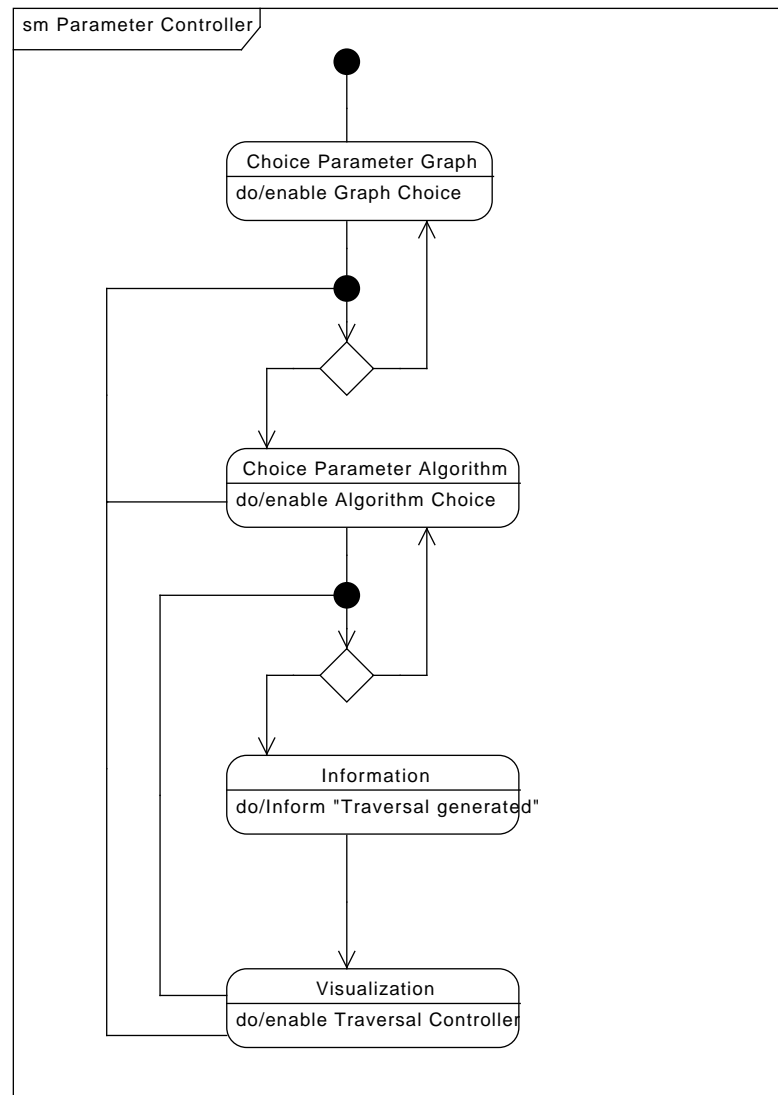 sm Parameter Controller
Choice Parameter Graph
do/enable Graph Choice
Choice Parameter Algorithm
do/enable Algorithm Choice
Information
do/Inform "Traversal generated"
Visualization
do/enable Traversal Controller